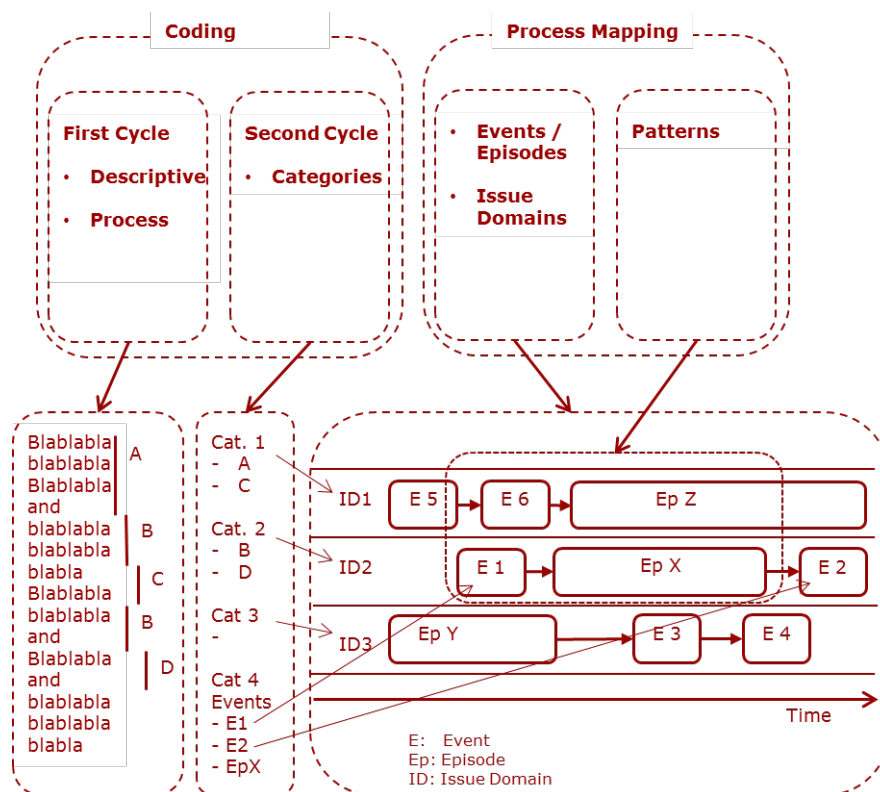 Coding
Process Mapping
First Cycle
• Descriptive
• Process
Second Cycle
• Categories
• Events /
Episodes
• Issue
Domains
Patterns
Blablabla
blablabla
Blablabla
and
blablabla
blablabla
blabla
Blablabla
blablabla
and
Blablabla
and
blablabla
blablabla
blabla
A
B
C
B
D
Cat. 1
- A
- C
Cat. 2
- B
- D
Cat 3
-
Cat 4
Events
- E1
- E2
- EpX
ID1
E 5
E 6
Ep Z
ID2
E 1
Ep X
E 2
ID3
Ep Y
E 3
E 4
Time
E: Event
Ep: Episode
ID: Issue Domain